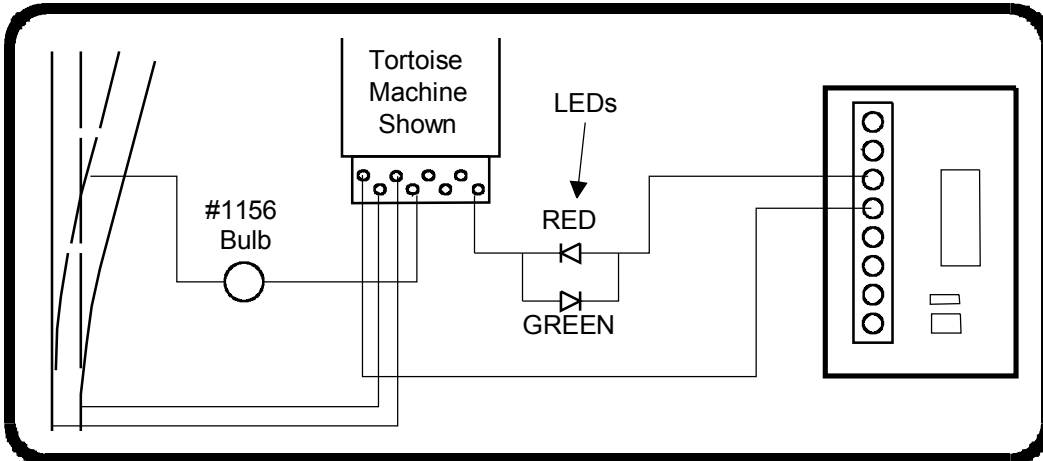 Tortoise
Machine
Shown
LEDs
#1156
Bulb
RED
GREEN